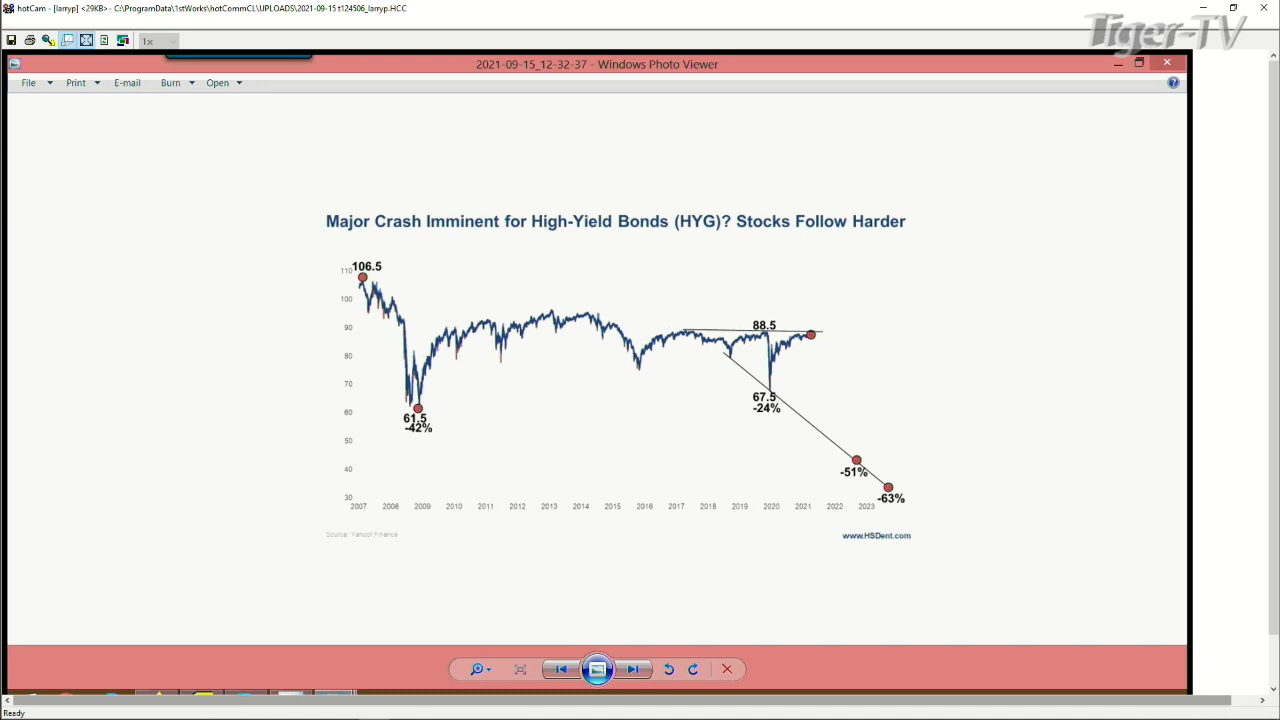 hotCam - [larryp] <29KB> - C:\ProgramData\1stWorks\hotCommCL\UPLOADS\2021-09-15 t124506_larryp.HCC
Tiger-TV
1x
2021-09-15_12-32-37 - Windows Photo Viewer
File Print E-mail Burn Open
Major Crash Imminent for High-Yield Bonds (HYG)? Stocks Follow Harder
106.5
110
100
90
88.5
80
70
67.5
-24%
60
61.5
-42%
50
40
-51%
30
-63%
2007 2008 2009 2010 2011 2012 2013 2014 2015 2016 2017 2018 2019 2020 2021 2022 2023
Source: Yahoo! Finance
www.HSDent.com
Ready